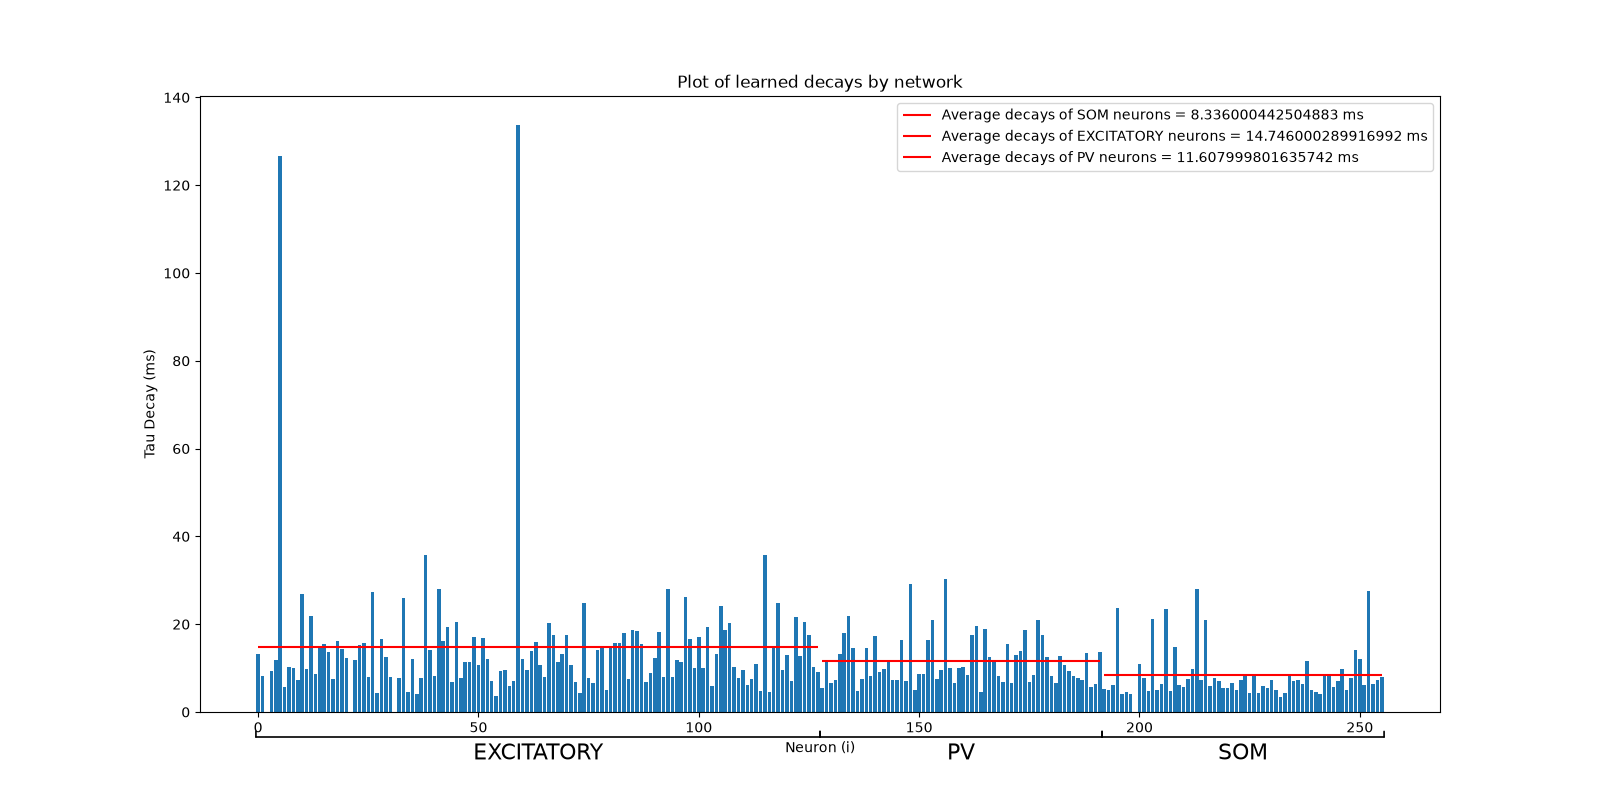 Plot of learned decays by network
Average decays of SOM neurons = 8.336000442504883 ms
Average decays of EXCITATORY neurons = 14.746000289916992 ms
Average decays of PV neurons = 11.607999801635742 ms
Tau Decay (ms)
140
120
100
80
60
40
20
0
0 50 100 150 200 250
Neuron (i)
EXCITATORY PV SOM